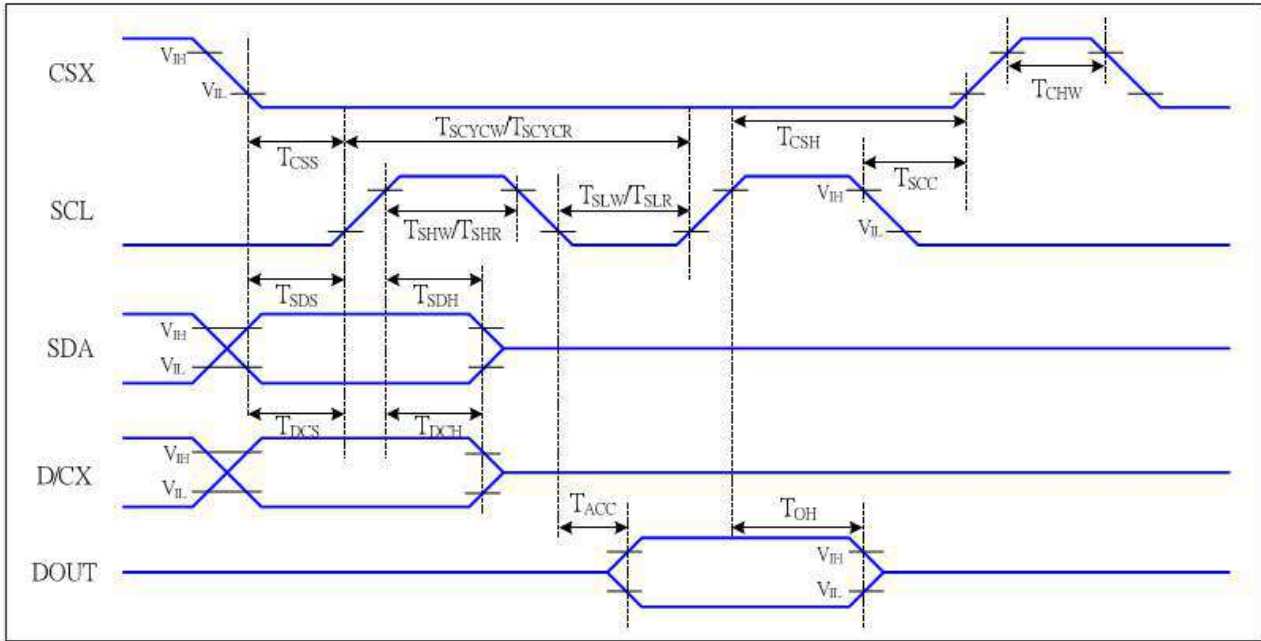 CSX
VIH
VIL
TCHW
TSCYCW/TSCYCR
TCSS
TCSH
TSCC
SCL
TSLW/TSLR
VIH
TSHW/TSHR
VIL
TSDS
TSDH
SDA
VIH
VIL
TDCS
TDCH
D/CX
VIH
VIL
TACC
TOH
DOUT
VIH
VIL